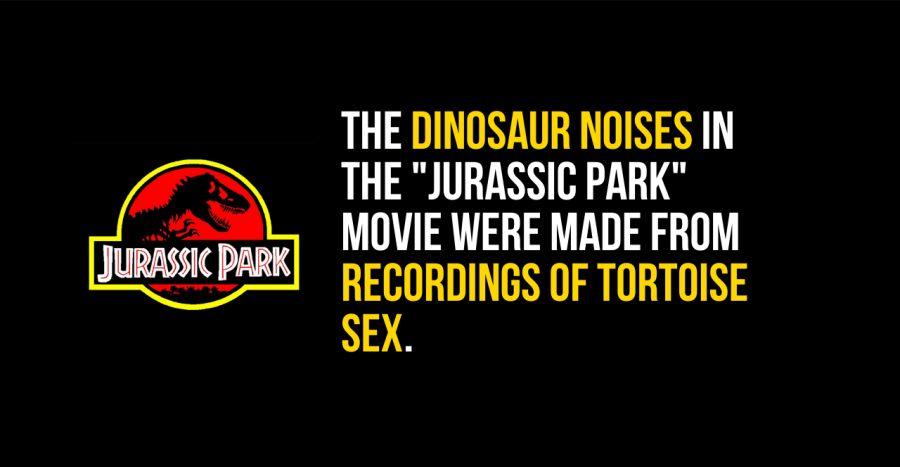 THE DINOSAUR NOISES IN
THE "JURASSIC PARK"
MOVIE WERE MADE FROM
RECORDINGS OF TORTOISE
SEX.
JURASSIC PARK